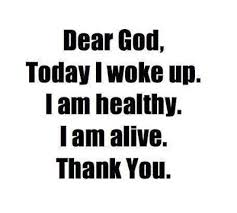 Dear God,
Today I woke up.
I am healthy.
I am alive.
Thank You.